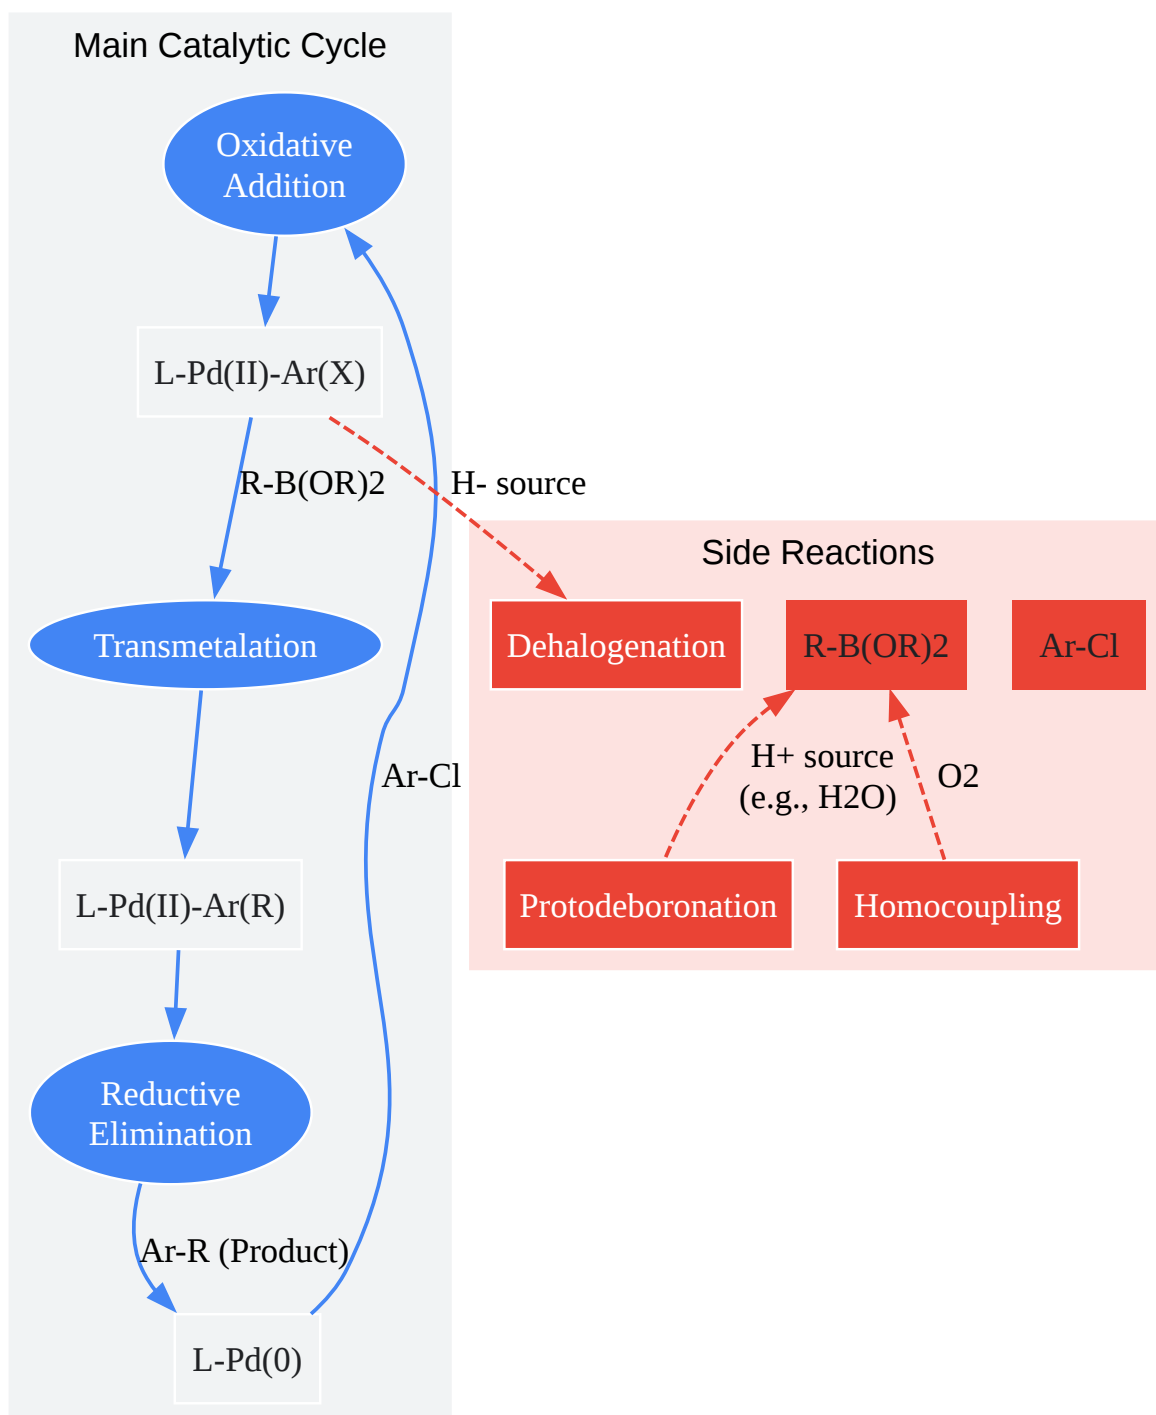 Main Catalytic Cycle
Oxidative
Addition
L-Pd(II)-Ar(X)
R-B(OR)2
H- source
Side Reactions
Transmetalation
Dehalogenation
R-B(OR)2
Ar-Cl
Ar-Cl
H+ source
(e.g., H2O)
O2
L-Pd(II)-Ar(R)
Protodeboronation
Homocoupling
Reductive
Elimination
Ar-R (Product)
L-Pd(0)